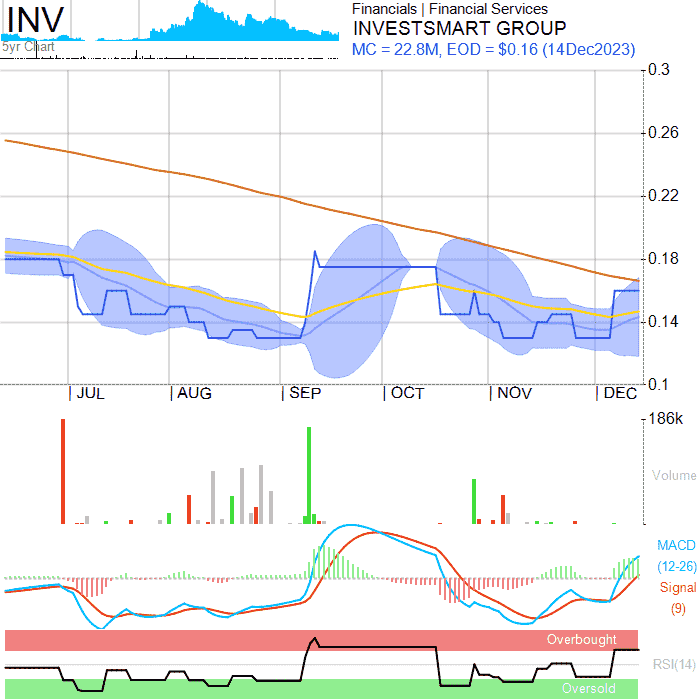 INV
5yr Chart
Financials | Financial Services
INVESTSMART GROUP
MC = 22.8M, EOD = $0.16 (14Dec2023)
0.3
0.26
0.22
0.18
0.14
0.1
JUL
AUG
SEP
OCT
NOV
DEC
186k
Volume
MACD
(12-26)
Signal
(9)
Overbought
RSI(14)
Oversold